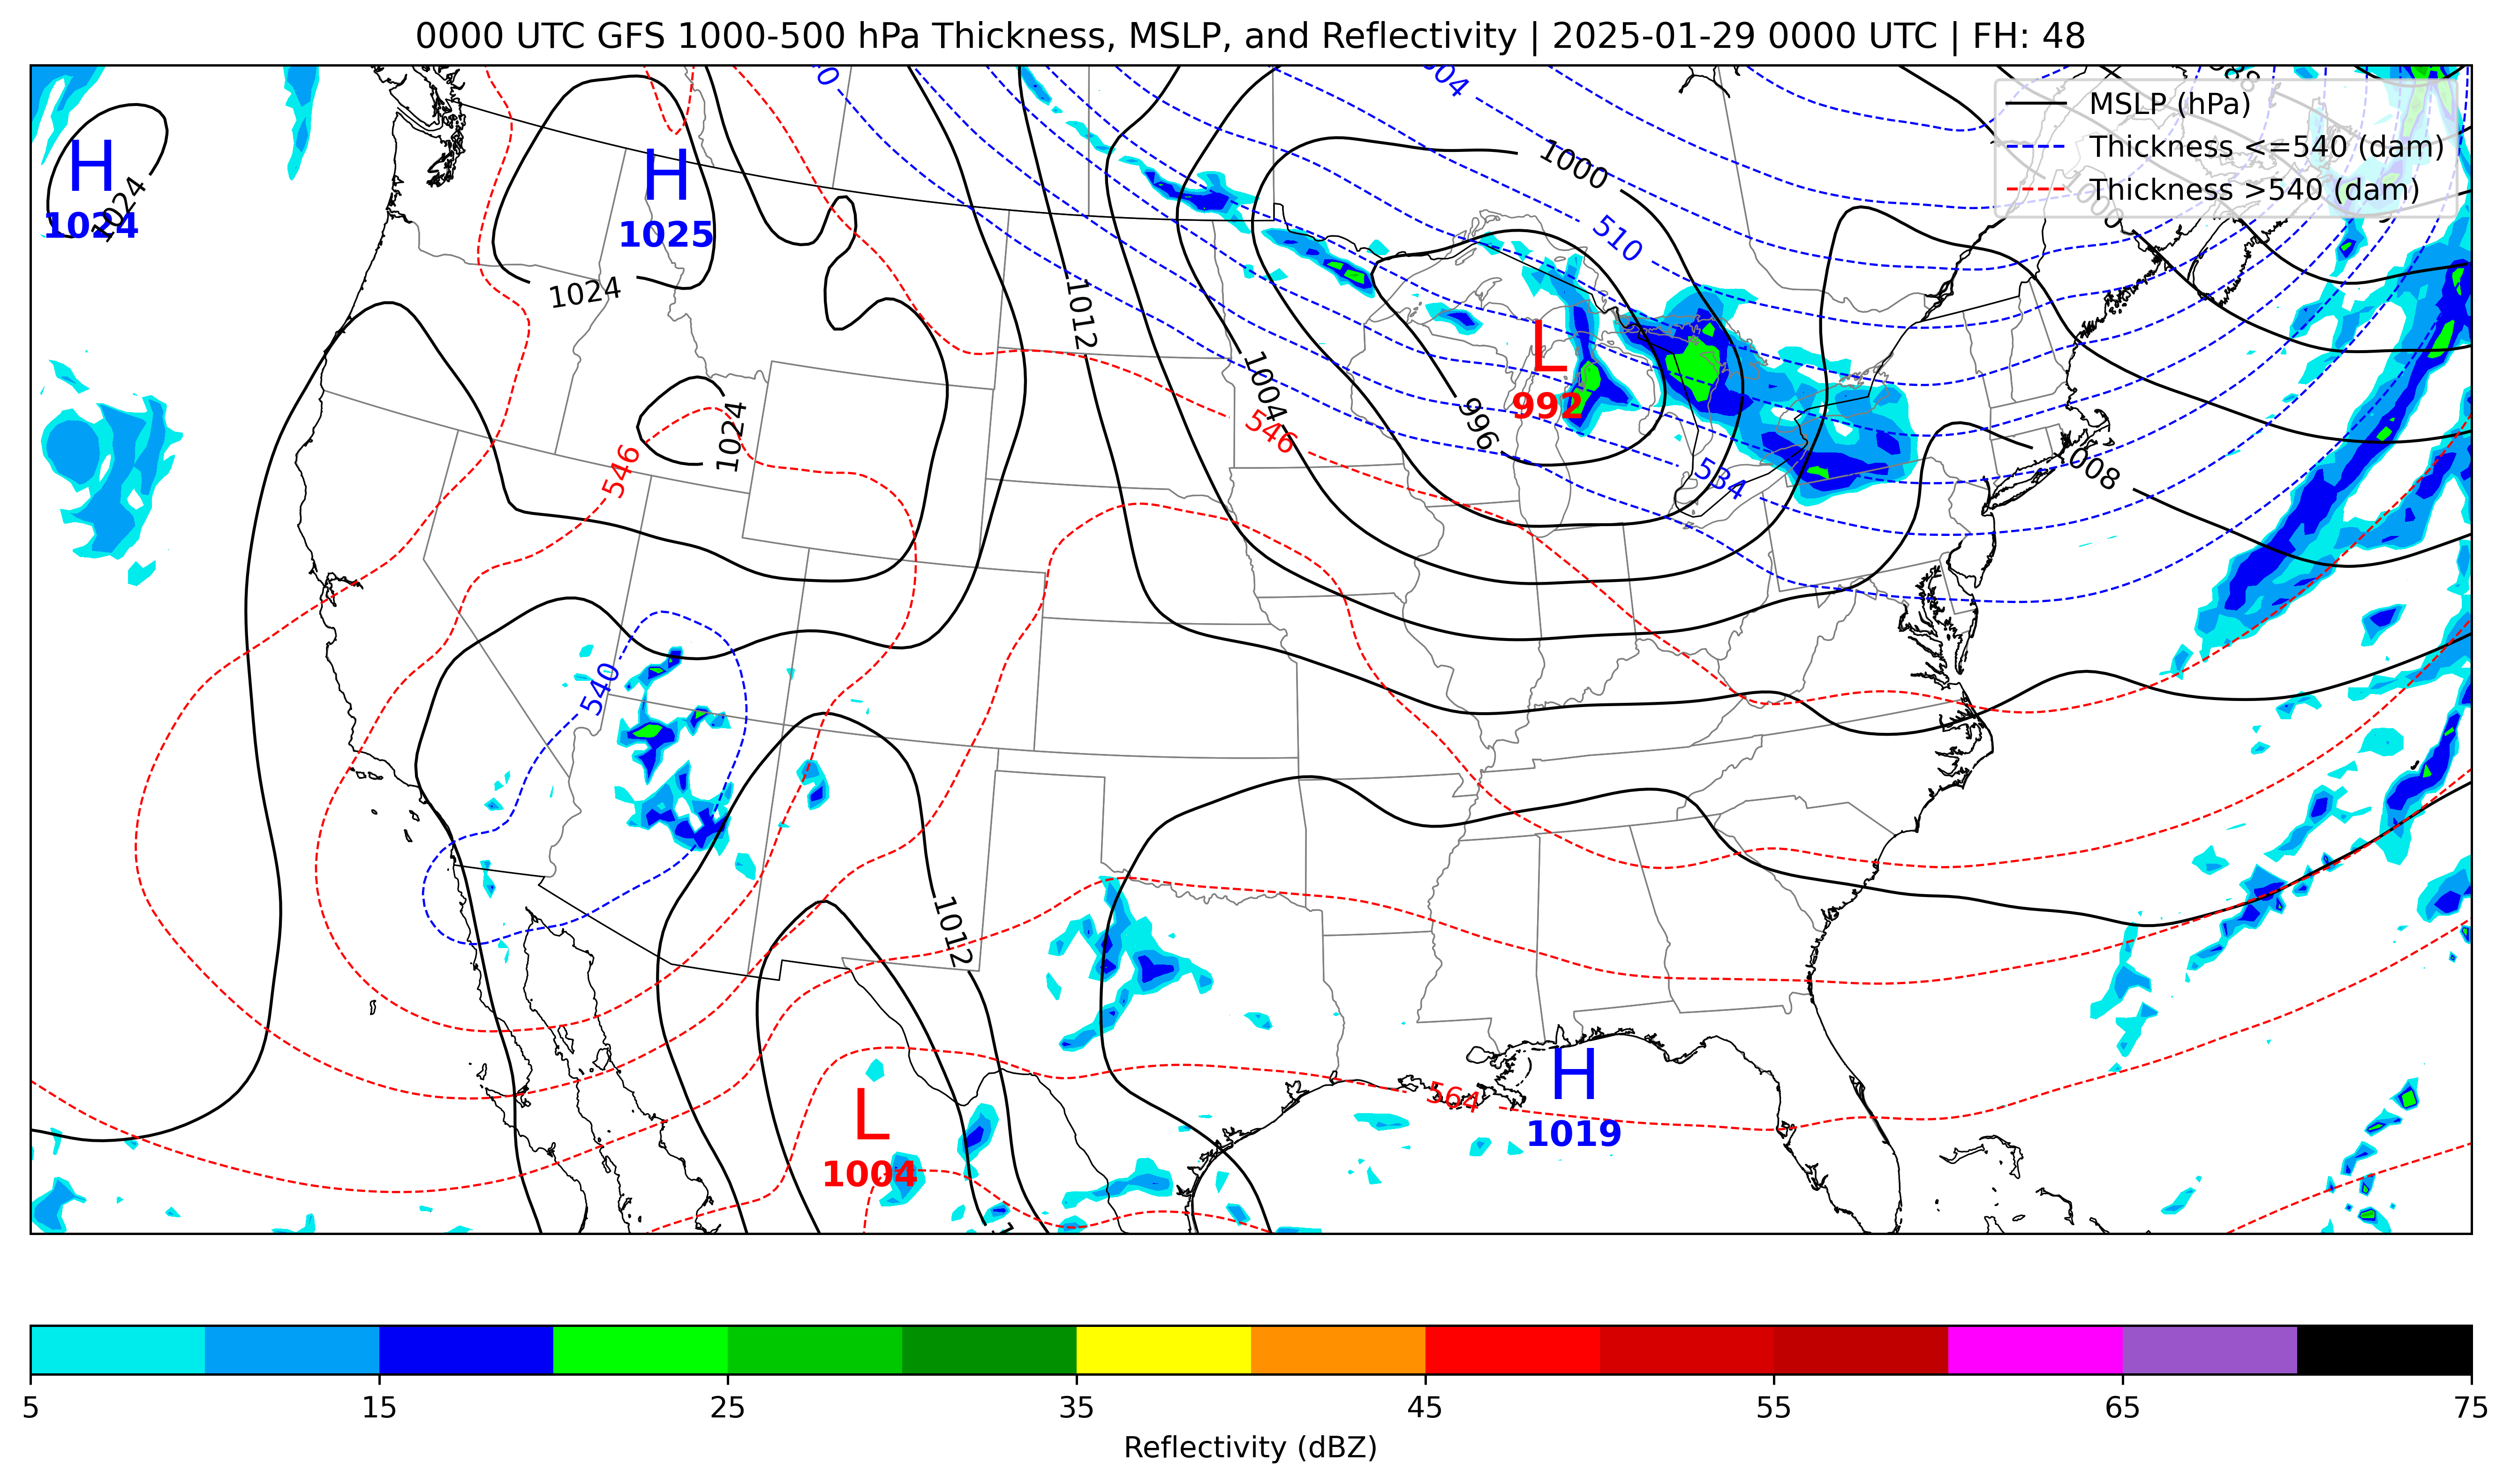 0000 UTC GFS 1000-500 hPa Thickness, MSLP, and Reflectivity | 2025-01-29 0000 UTC | FH: 48
MSLP (hPa)
Thickness <=540 (dam)
Thickness >540 (dam)
H
1024
1024
H
1025
1024
1024
1012
1000
510
L
992
996
1004
546
546
534
1008
540
1012
L
1004
564
H
1019
5 15 25 35 45 55 65 75
Reflectivity (dBZ)